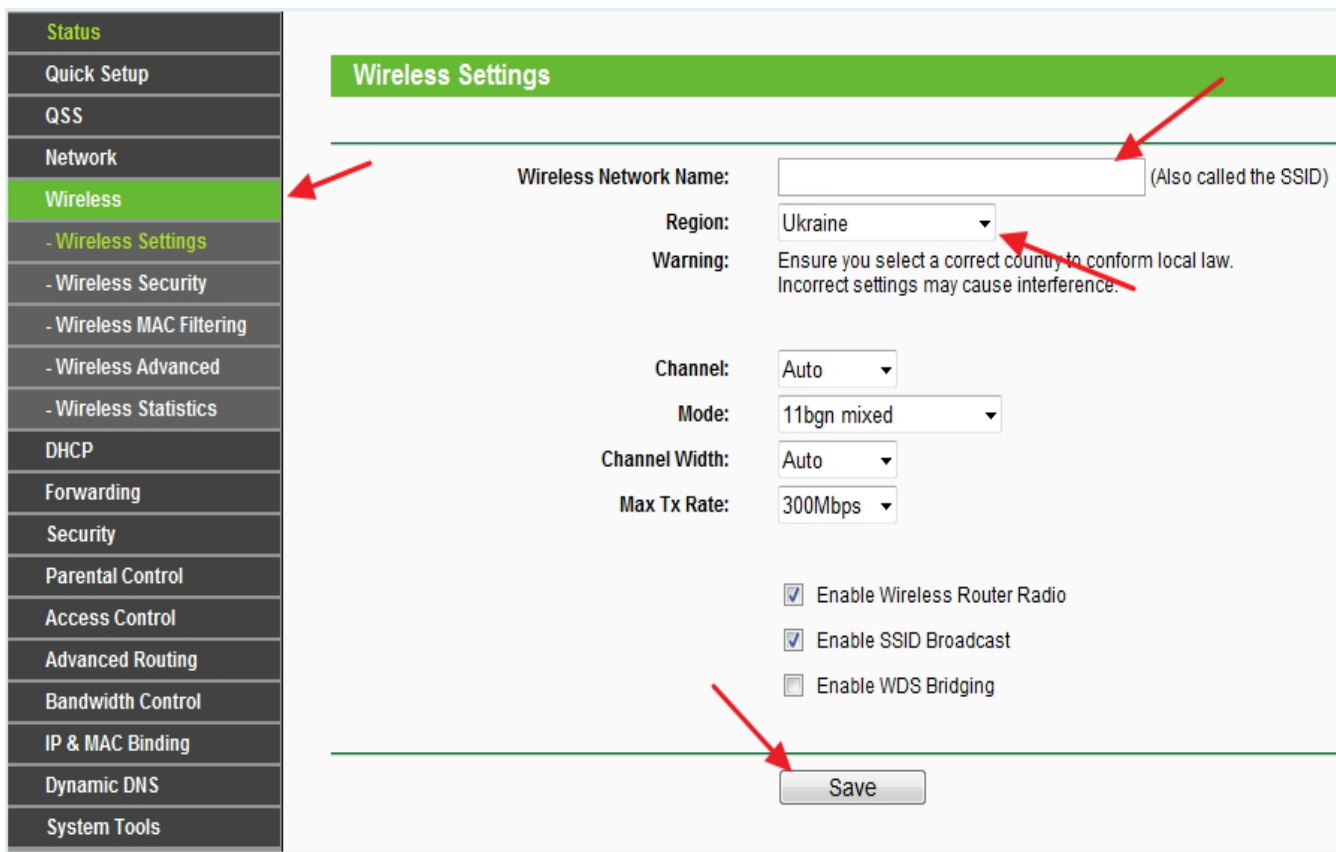 Status
Quick Setup
QSS
Network
Wireless
- Wireless Settings
- Wireless Security
- Wireless MAC Filtering
- Wireless Advanced
- Wireless Statistics
DHCP
Forwarding
Security
Parental Control
Access Control
Advanced Routing
Bandwidth Control
IP & MAC Binding
Dynamic DNS
System Tools
Wireless Settings
Wireless Network Name: (Also called the SSID)
Region: Ukraine
Warning: Ensure you select a correct country to conform local law.
Incorrect settings may cause interference.
Channel: Auto
Mode: 11bgn mixed
Channel Width: Auto
Max Tx Rate: 300Mbps
Enable Wireless Router Radio
Enable SSID Broadcast
Enable WDS Bridging
Save